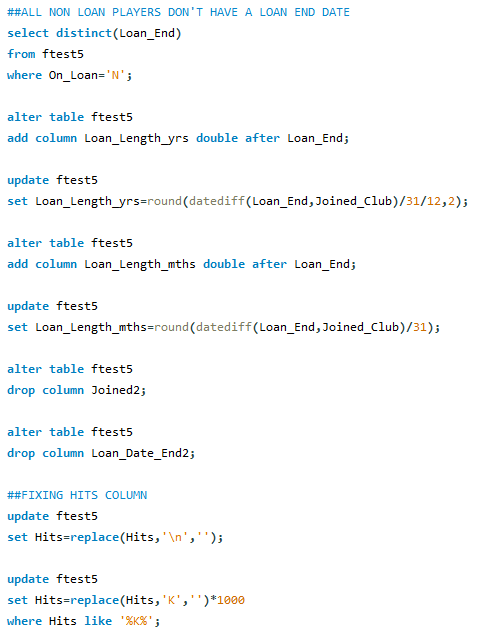 ##ALL NON LOAN PLAYERS DON'T HAVE A LOAN END DATE
select distinct(Loan_End)
from ftest5
where On_Loan='N';
alter table ftest5
add column Loan_Length_yrs double after Loan_End;
update ftest5
set Loan_Length_yrs=round(datediff(Loan_End,Joined_Club)/31/12,2);
alter table ftest5
add column Loan_Length_mths double after Loan_End;
update ftest5
set Loan_Length_mths=round(datediff(Loan_End,Joined_Club)/31);
alter table ftest5
drop column Joined2;
alter table ftest5
drop column Loan_Date_End2;
##FIXING HITS COLUMN
update ftest5
set Hits=replace(Hits,'\n','');
update ftest5
set Hits=replace(Hits,'K','')*1000
where Hits like '%K%';